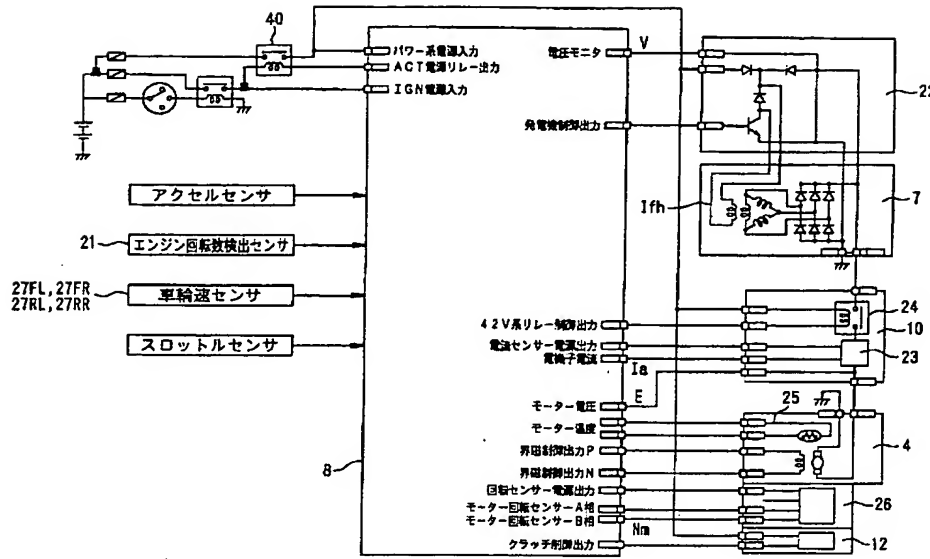 40
パワー系電源入力
ACT電源リレー出力
IGN電源入力
電圧モニタ
V
22
発電機制御出力
アクセルセンサ
Ifh
7
21
エンジン回転数検出センサ
27FL,27FR
27RL,27RR
車輪速センサ
スロットルセンサ
24
10
42V系リレー制御出力
電流センサー電源出力
23
電機子電流
Ia
E
モーター電圧
25
モーター温度
4
8
界磁制御出力P
界磁制御出力N
回転センサー電源出力
モーター回転センサーA相
26
モーター回転センサーB相
Nm
クラッチ制御出力
12